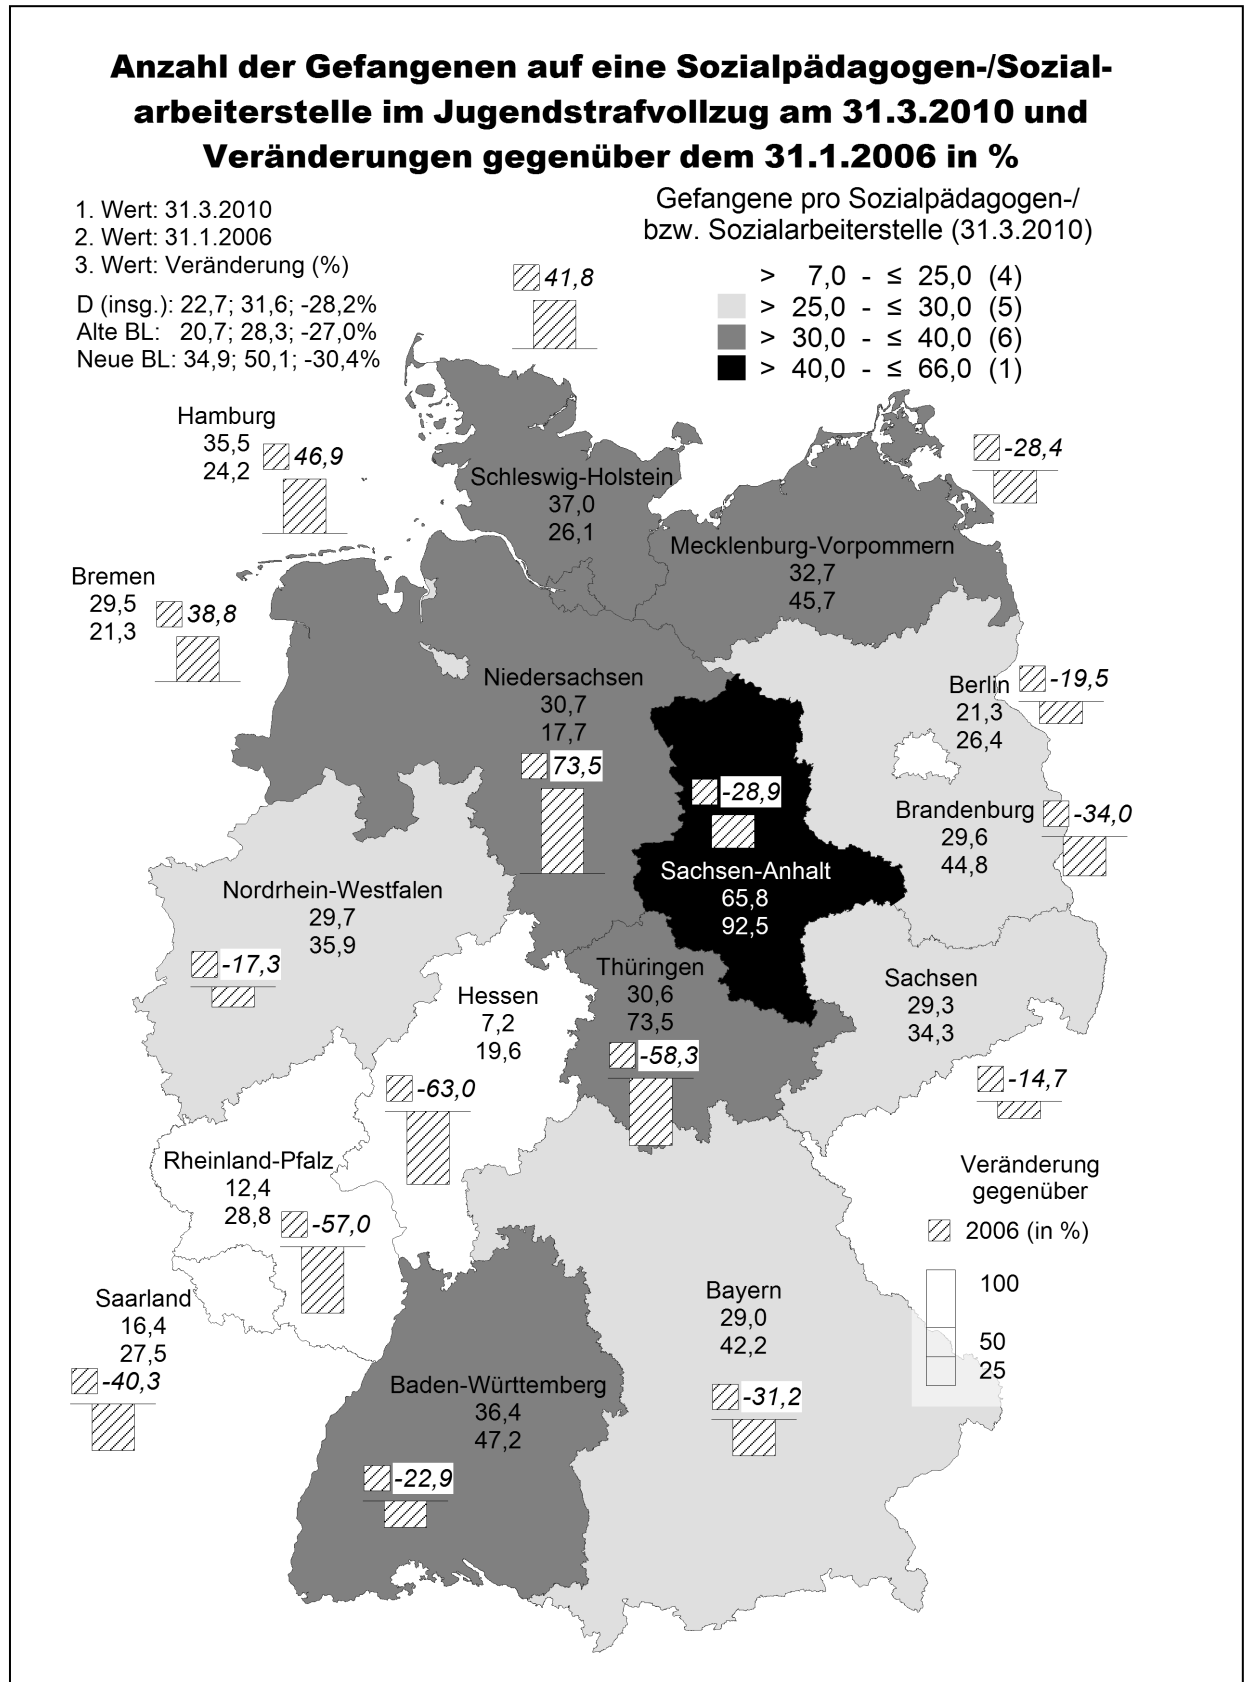 Anzahl der Gefangenen auf eine Sozialpädagogen-/Sozial-
arbeiterstelle im Jugendstrafvollzug am 31.3.2010 und
Veränderungen gegenüber dem 31.1.2006 in %
1. Wert: 31.3.2010
2. Wert: 31.1.2006
3. Wert: Veränderung (%)
D (insg.): 22,7; 31,6; -28,2%
Alte BL: 20,7; 28,3; -27,0%
Neue BL: 34,9; 50,1; -30,4%
Gefangene pro Sozialpädagogen-/
bzw. Sozialarbeiterstelle (31.3.2010)
> 7,0 - ≤ 25,0 (4)
> 25,0 - ≤ 30,0 (5)
> 30,0 - ≤ 40,0 (6)
> 40,0 - ≤ 66,0 (1)
41,8
Schleswig-Holstein
37,0
26,1
Hamburg
35,5
24,2
46,9
-28,4
Mecklenburg-Vorpommern
32,7
45,7
Bremen
29,5
21,3
38,8
Niedersachsen
30,7
17,7
73,5
Berlin
21,3
26,4
-19,5
-28,9
Sachsen-Anhalt
65,8
92,5
Brandenburg
29,6
44,8
-34,0
Nordrhein-Westfalen
29,7
35,9
-17,3
Hessen
7,2
19,6
-63,0
Thüringen
30,6
73,5
-58,3
Sachsen
29,3
34,3
-14,7
Rheinland-Pfalz
12,4
28,8
-57,0
Saarland
16,4
27,5
-40,3
Baden-Württemberg
36,4
47,2
-22,9
Bayern
29,0
42,2
-31,2
Veränderung
gegenüber
2006 (in %)
100
50
25